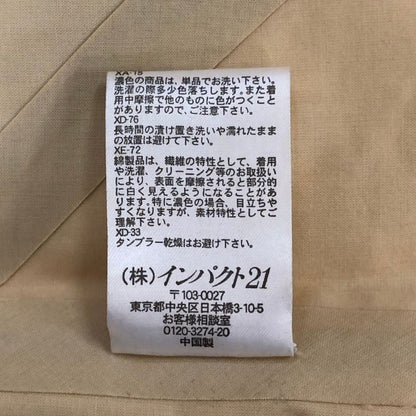 XA-15
濃色の商品は、単品でお洗い下さい。
洗濯の際多少色落ちします。また着
用中摩擦で他のものに色がつくこと
がありますので、ご注意下さい。
XD-76
長時間の漬け置き洗いや濡れたまま
の放置は避けて下さい。
XE-72
綿製品は、繊維の特性として、着用
や洗濯、クリーニング等のお取扱い
により、表面を摩擦されると部分的
に白く見えるようになることがあり
ます。特に濃色の場合、目立ちや
すくなりますが、素材特性としてご
理解下さい。
XD-33
タンブラー乾燥はお避け下さい。
(株)インパクト21
〒103-0027
東京都中央区日本橋3-10-5
お客様相談室
0120-3274-20
中国製